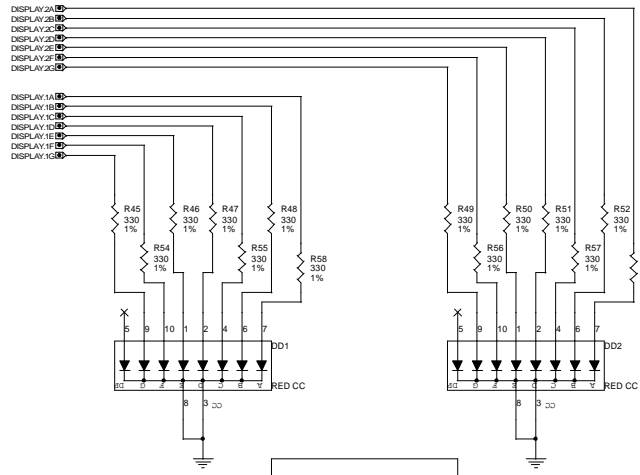 DISPLAY.2A
DISPLAY.2B
DISPLAY.2C
DISPLAY.2D
DISPLAY.2E
DISPLAY.2F
DISPLAY.2G
DISPLAY.1A
DISPLAY.1B
DISPLAY.1C
DISPLAY.1D
DISPLAY.1E
DISPLAY.1F
DISPLAY.1G
R45
330
1%
R46
330
1%
R47
330
1%
R48
330
1%
R54
330
1%
R55
330
1%
R58
330
1%
R49
330
1%
R50
330
1%
R51
330
1%
R52
330
1%
R56
330
1%
R57
330
1%
5 9 10 1 2 4 6 7
DD1
DP G F E D C B A
RED CC
8 3 CC
5 9 10 1 2 4 6 7
DD2
DP G F E D C B A
RED CC
8 3 CC